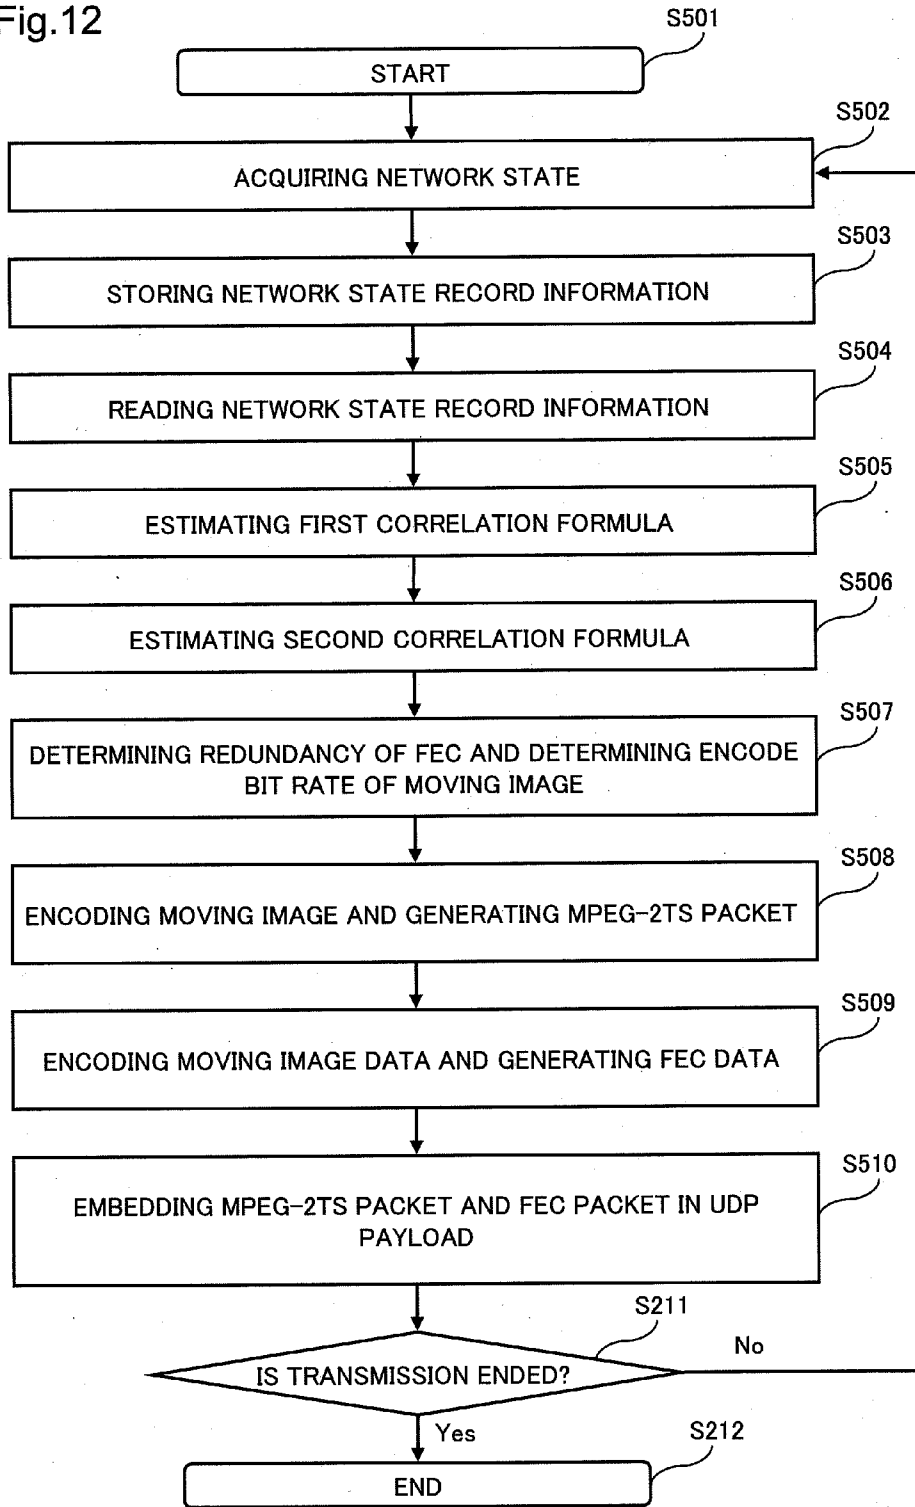 Fig.12
S501
START
S502
ACQUIRING NETWORK STATE
S503
STORING NETWORK STATE RECORD INFORMATION
S504
READING NETWORK STATE RECORD INFORMATION
S505
ESTIMATING FIRST CORRELATION FORMULA
S506
ESTIMATING SECOND CORRELATION FORMULA
S507
DETERMINING REDUNDANCY OF FEC AND DETERMINING ENCODE
BIT RATE OF MOVING IMAGE
S508
ENCODING MOVING IMAGE AND GENERATING MPEG-2TS PACKET
S509
ENCODING MOVING IMAGE DATA AND GENERATING FEC DATA
S510
EMBEDDING MPEG-2TS PACKET AND FEC PACKET IN UDP
PAYLOAD
S211
IS TRANSMISSION ENDED?
No
Yes
S212
END